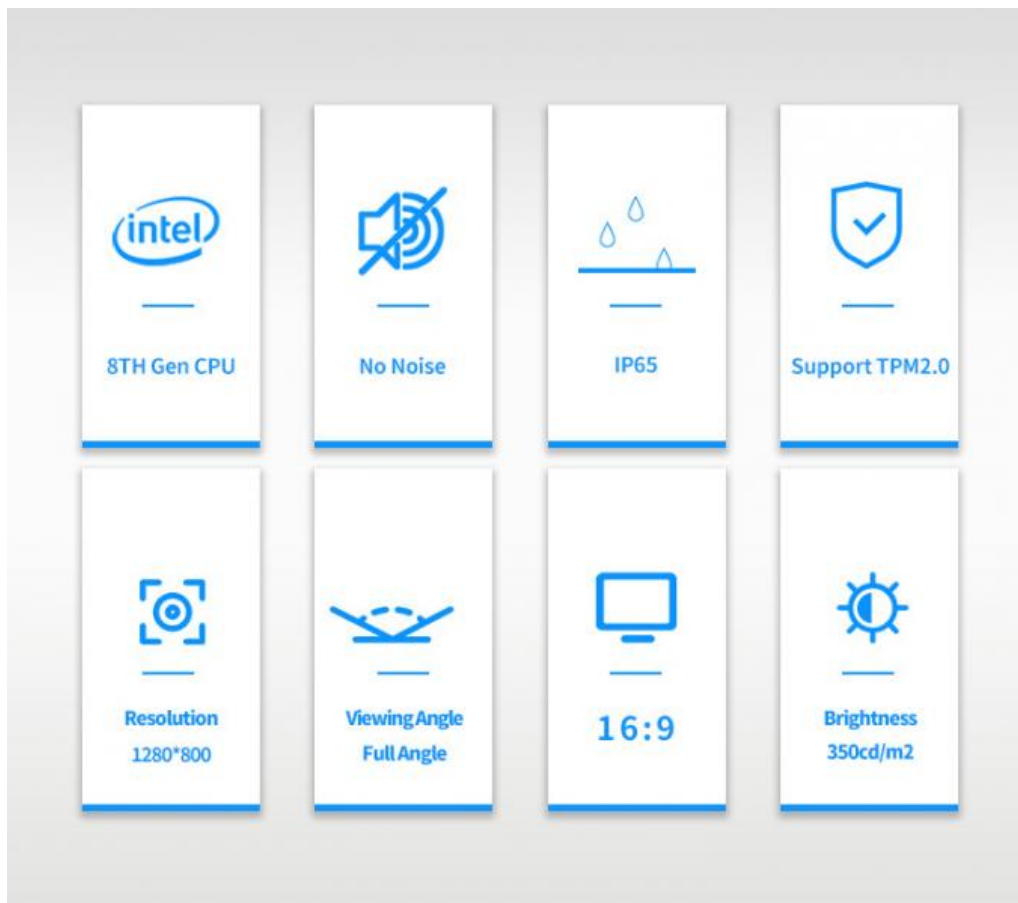 intel
8TH Gen CPU
No Noise
IP65
Support TPM2.0
Resolution
1280*800
Viewing Angle
Full Angle
16:9
Brightness
350cd/m2